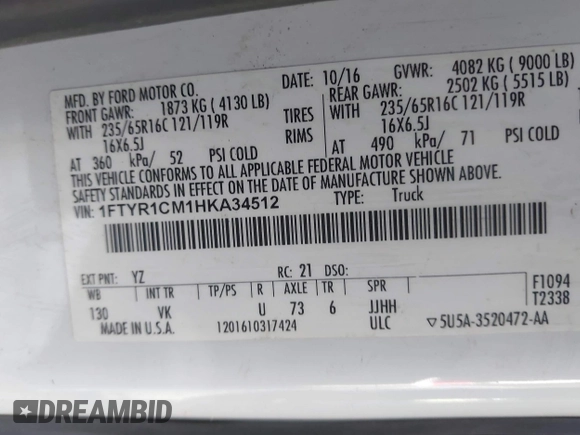 MFD. BY FORD MOTOR CO. DATE: 10/16 GVWR: 4082 KG ( 9000 LB)
FRONT GAWR: 1873 KG ( 4130 LB) REAR GAWR: 2502 KG ( 5515 LB)
WITH 235/65R16C 121/119R TIRES WITH 235/65R16C 121/119R
16X6.5J RIMS 16X6.5J
AT 360 kPa/ 52 PSI COLD AT 490 kPa/ 71 PSI COLD
THIS VEHICLE CONFORMS TO ALL APPLICABLE FEDERAL MOTOR VEHICLE
SAFETY STANDARDS IN EFFECT ON THE DATE OF MANUFACTURE SHOWN ABOVE.
VIN: 1FTYR1CM1HKA34512 TYPE: Truck
EXT PNT: YZ RC: 21 DSO:
WB INT TR TP/PS R AXLE TR SPR F1094
T2338
130 VK U 73 6 JJHH
MADE IN U.S.A. 1201610317424 ULC ▽5U5A-3520472-AA
DREAMBID